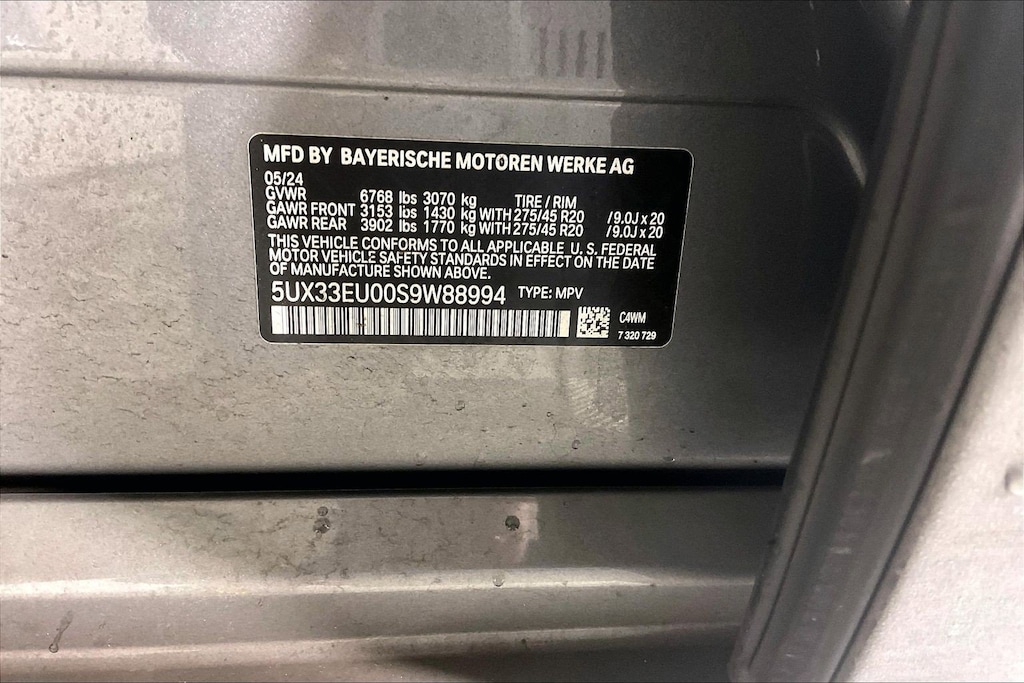 MFD BY BAYERISCHE MOTOREN WERKE AG
05/24
GVWR 6768 lbs 3070 kg TIRE / RIM
GAWR FRONT 3153 lbs 1430 kg WITH 275/45 R20 / 9.0J x 20
GAWR REAR 3902 lbs 1770 kg WITH 275/45 R20 / 9.0J x 20
THIS VEHICLE CONFORMS TO ALL APPLICABLE U. S. FEDERAL
MOTOR VEHICLE SAFETY STANDARDS IN EFFECT ON THE DATE
OF MANUFACTURE SHOWN ABOVE.
5UX33EU00S9W88994 TYPE: MPV
C4WM
7 320 729